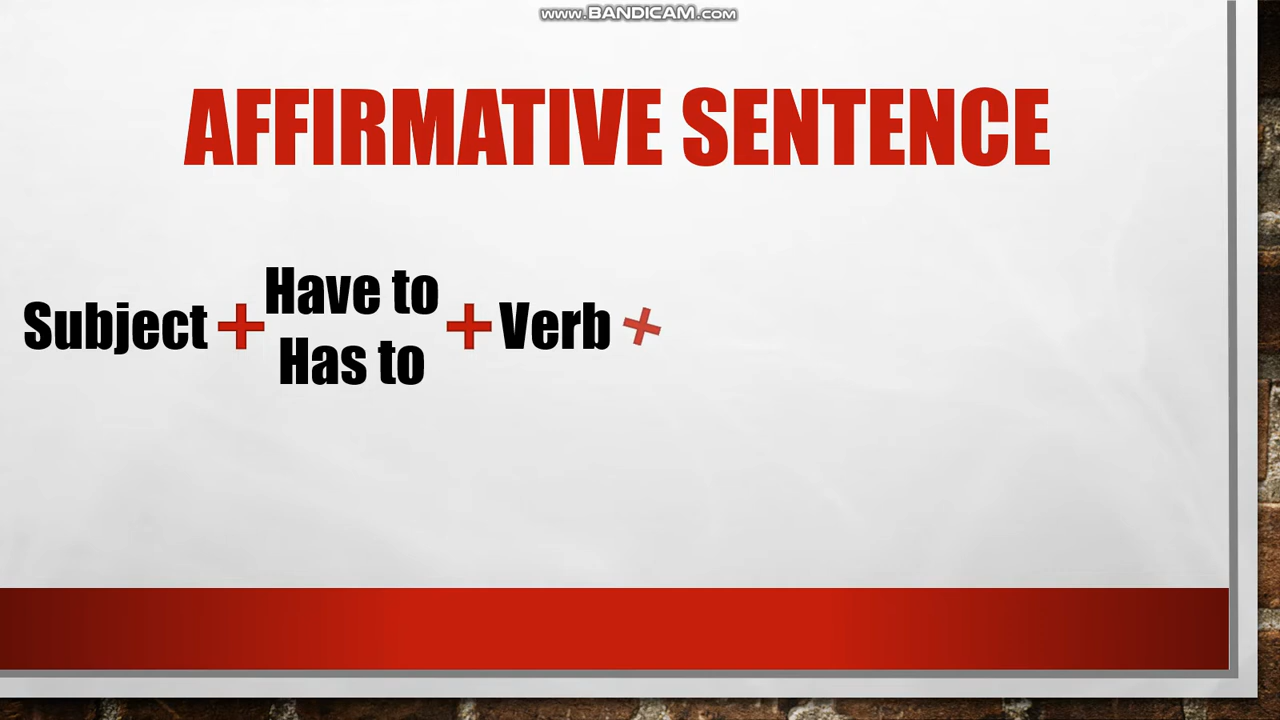 www.BANDICAM.com
AFFIRMATIVE SENTENCE
Subject + Have to + Verb +
Has to